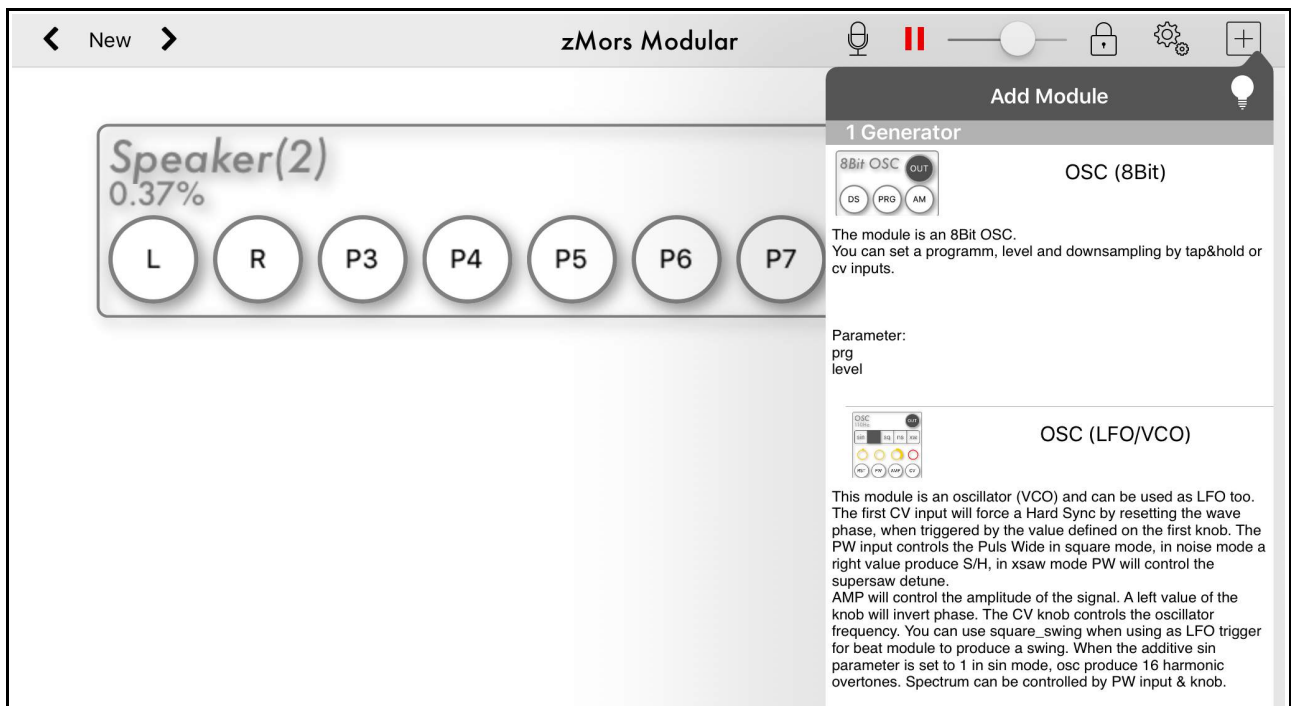 New
zMors Modular
Add Module
1 Generator
Speaker(2)
0.37%
L R P3 P4 P5 P6 P7
8Bit OSC OUT
DS PRG AM
OSC (8Bit)
The module is an 8Bit OSC.
You can set a programm, level and downsampling by tap&hold or
cv inputs.
Parameter:
prg
level
OSC OUT
110Hz
sin sq ns xw
PW AMP CV
OSC (LFO/VCO)
This module is an oscillator (VCO) and can be used as LFO too.
The first CV input will force a Hard Sync by resetting the wave
phase, when triggered by the value defined on the first knob. The
PW input controls the Puls Wide in square mode, in noise mode a
right value produce S/H, in xsaw mode PW will control the
supersaw detune.
AMP will control the amplitude of the signal. A left value of the
knob will invert phase. The CV knob controls the oscillator
frequency. You can use square_swing when using as LFO trigger
for beat module to produce a swing. When the additive sin
parameter is set to 1 in sin mode, osc produce 16 harmonic
overtones. Spectrum can be controlled by PW input & knob.